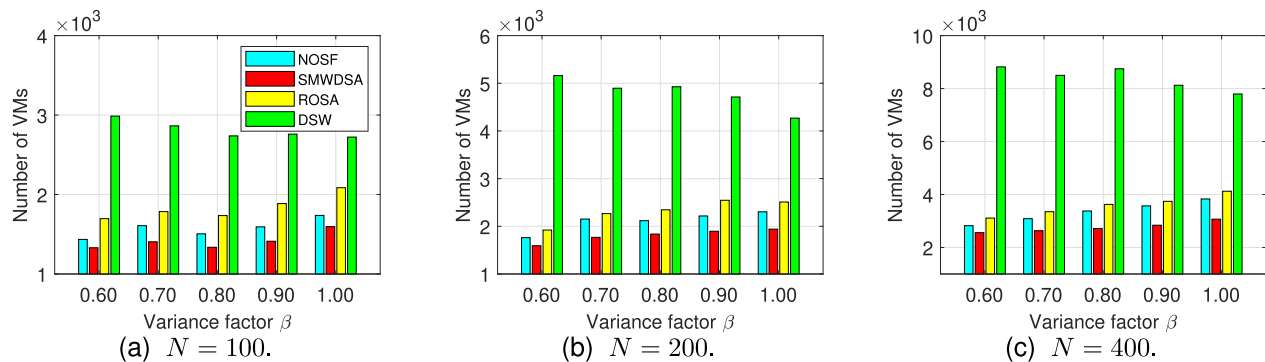 ×10³
4
3
2
1
Number of VMs
0.60 0.70 0.80 0.90 1.00
Variance factor β
NOSF
SMWDSA
ROSA
DSW
(a) N = 100.
×10³
6
5
4
3
2
1
Number of VMs
0.60 0.70 0.80 0.90 1.00
Variance factor β
(b) N = 200.
×10³
10
8
6
4
2
Number of VMs
0.60 0.70 0.80 0.90 1.00
Variance factor β
(c) N = 400.